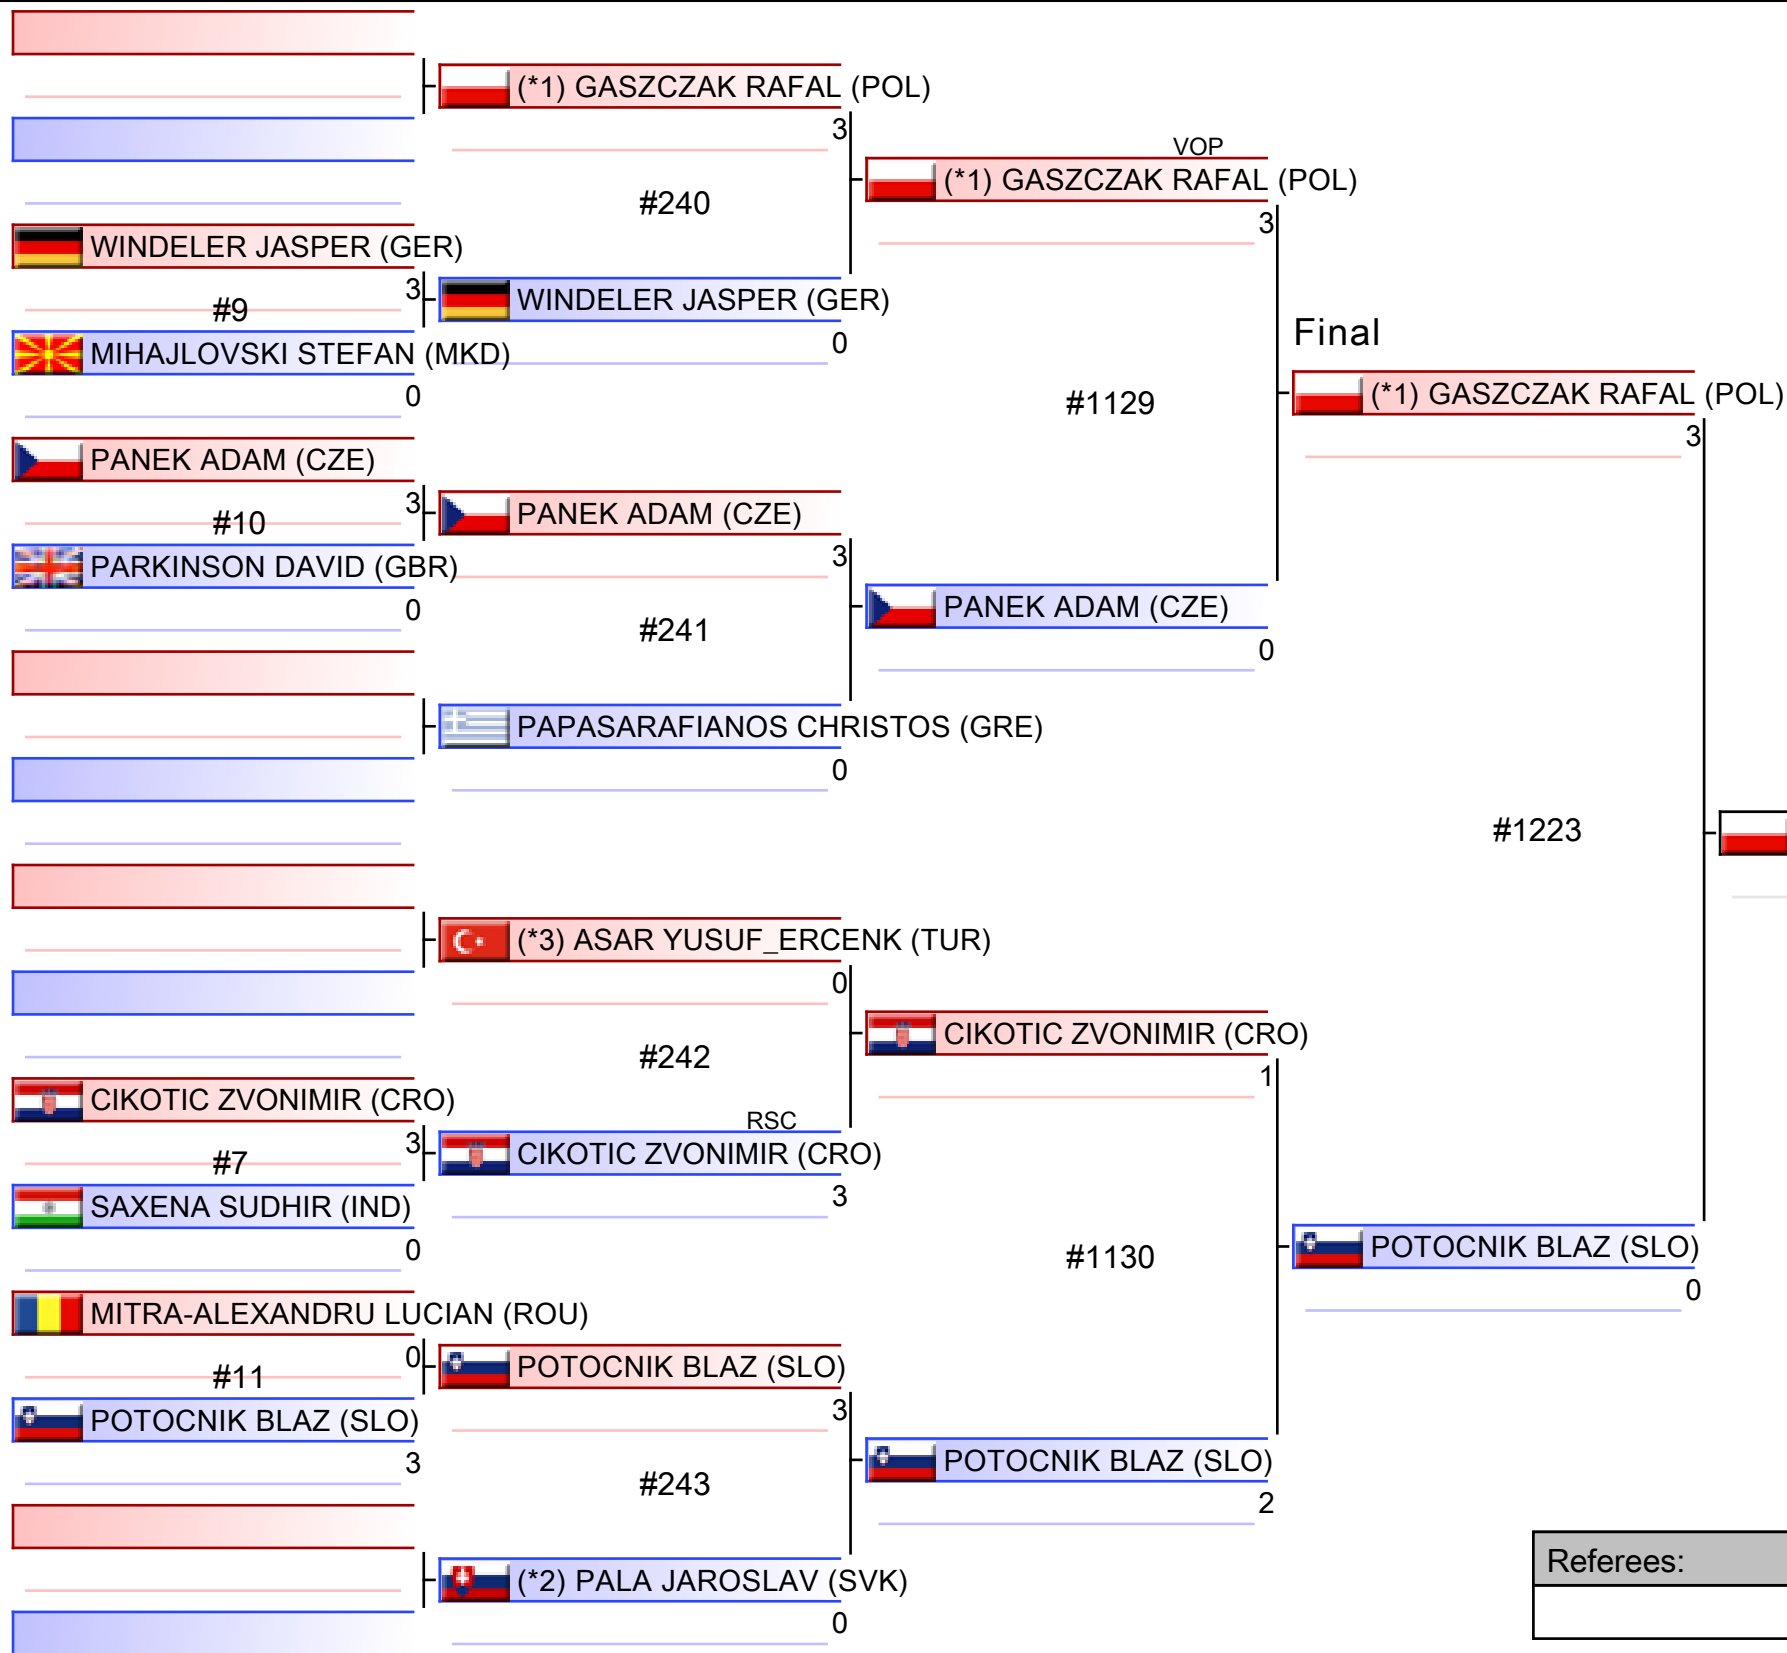 (*1) GASZCZAK RAFAL (POL)
3
VOP
(*1) GASZCZAK RAFAL (POL)
#240
3
WINDELER JASPER (GER)
3
#9
WINDELER JASPER (GER)
0
MIHAJLOVSKI STEFAN (MKD)
0
Final
(*1) GASZCZAK RAFAL (POL)
#1129
3
PANEK ADAM (CZE)
3
#10
PANEK ADAM (CZE)
3
PARKINSON DAVID (GBR)
0
#241
PANEK ADAM (CZE)
0
PAPASARAFIANOS CHRISTOS (GRE)
0
#1223
(*3) ASAR YUSUF_ERCENK (TUR)
0
CIKOTIC ZVONIMIR (CRO)
#242
1
CIKOTIC ZVONIMIR (CRO)
3
#7
RSC
CIKOTIC ZVONIMIR (CRO)
3
SAXENA SUDHIR (IND)
0
#1130
POTOCNIK BLAZ (SLO)
0
MITRA-ALEXANDRU LUCIAN (ROU)
0
#11
POTOCNIK BLAZ (SLO)
3
POTOCNIK BLAZ (SLO)
3
#243
POTOCNIK BLAZ (SLO)
2
(*2) PALA JAROSLAV (SVK)
0
Referees: